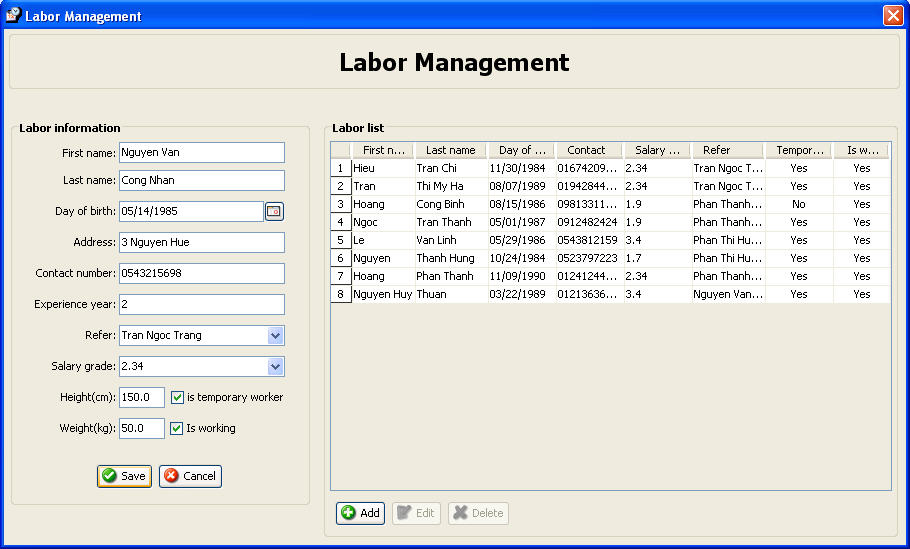 Labor Management
Labor Management
Labor information
First name: Nguyen Van
Last name: Cong Nhan
Day of birth: 05/14/1985
Address: 3 Nguyen Hue
Contact number: 0543215698
Experience year: 2
Refer: Tran Ngoc Trang
Salary grade: 2.34
Height(cm): 150.0 is temporary worker
Weight(kg): 50.0 Is working
Save Cancel
Labor list
First n... Last name Day of ... Contact Salary ... Refer Tempor... Is w...
1 Hieu Tran Chi 11/30/1984 01674209... 2.34 Tran Ngoc T... Yes Yes
2 Tran Thi My Ha 08/07/1989 01942844... 2.34 Tran Ngoc T... Yes Yes
3 Hoang Cong Binh 08/15/1986 09813311... 1.9 Phan Thanh... No Yes
4 Ngoc Tran Thanh 05/01/1987 0912482424 1.9 Phan Thanh... Yes Yes
5 Le Van Linh 05/29/1986 0543812159 3.4 Phan Thi Hu... Yes Yes
6 Nguyen Thanh Hung 10/24/1984 0523797223 1.7 Phan Thi Hu... Yes Yes
7 Hoang Phan Thanh 11/09/1990 01241244... 2.34 Phan Thanh... Yes Yes
8 Nguyen Huy Thuan 03/22/1989 01213636... 3.4 Nguyen Van... Yes Yes
Add Edit Delete